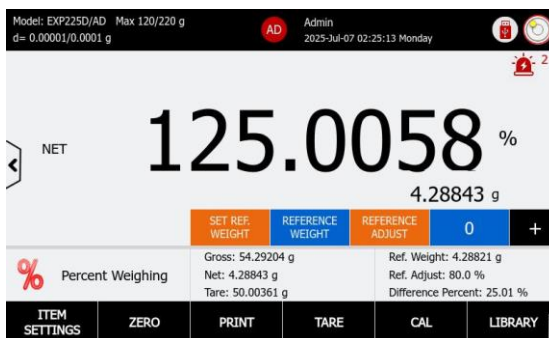 Model: EXP225D/AD Max 120/220 g
d= 0.00001/0.0001 g
AD
Admin
2025-Jul-07 02:25:13 Monday
2
NET
125.0058 %
4.28843 g
SET REF. WEIGHT
REFERENCE WEIGHT
REFERENCE ADJUST
0
+
% Percent Weighing
Gross: 54.29204 g
Net: 4.28843 g
Tare: 50.00361 g
Ref. Weight: 4.28821 g
Ref. Adjust: 80.0 %
Difference Percent: 25.01 %
ITEM SETTINGS
ZERO
PRINT
TARE
CAL
LIBRARY